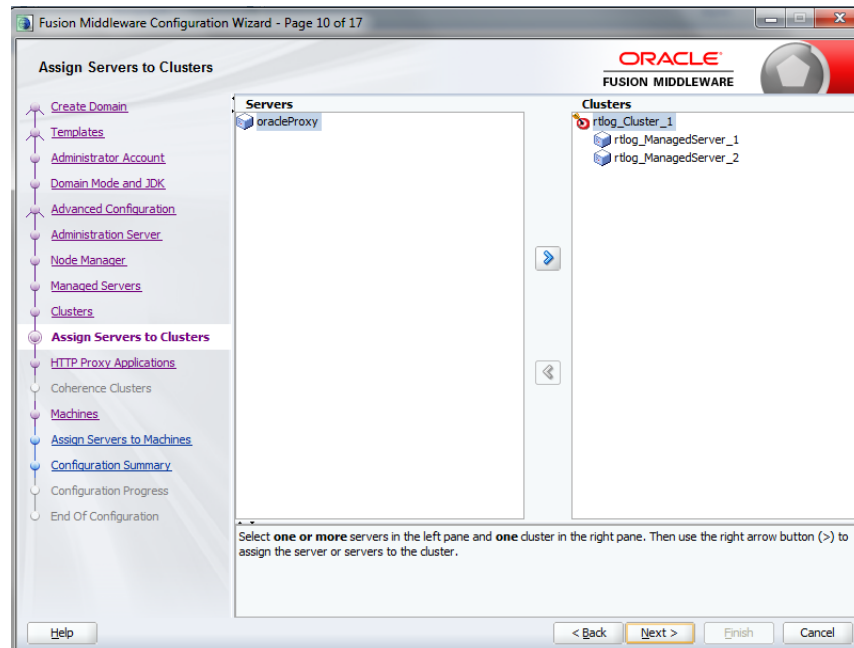 Fusion Middleware Configuration Wizard - Page 10 of 17
Assign Servers to Clusters
ORACLE
FUSION MIDDLEWARE
Create Domain
Templates
Administrator Account
Domain Mode and JDK
Advanced Configuration
Administration Server
Node Manager
Managed Servers
Clusters
Assign Servers to Clusters
HTTP Proxy Applications
Coherence Clusters
Machines
Assign Servers to Machines
Configuration Summary
Configuration Progress
End Of Configuration
Servers
oracleProxy
Clusters
rtlog_Cluster_1
rtlog_ManagedServer_1
rtlog_ManagedServer_2
Select one or more servers in the left pane and one cluster in the right pane. Then use the right arrow button (>) to
assign the server or servers to the cluster.
Help
< Back
Next >
Finish
Cancel